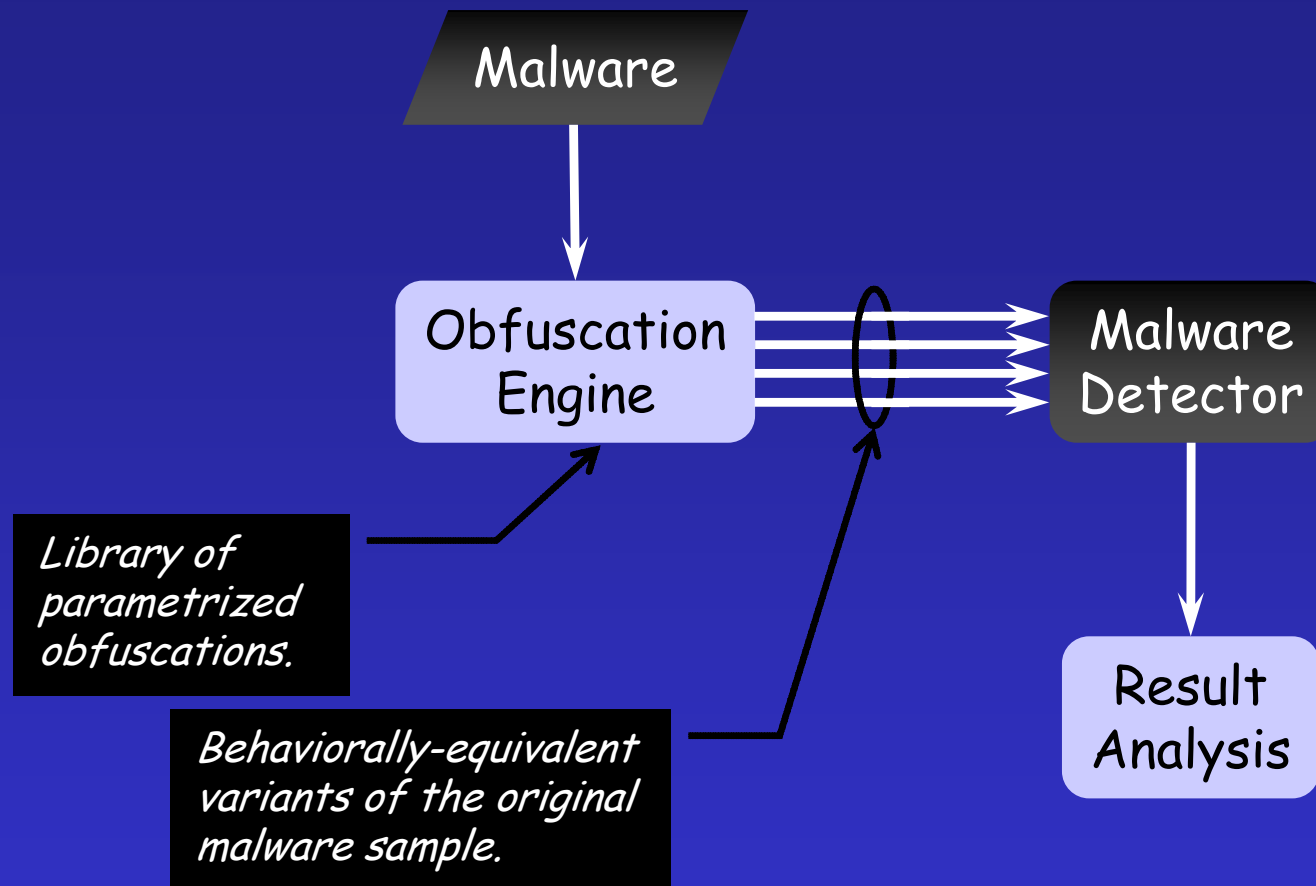 Malware
Obfuscation
Engine
Malware
Detector
Library of
parametrized
obfuscations.
Behaviorally-equivalent
variants of the original
malware sample.
Result
Analysis